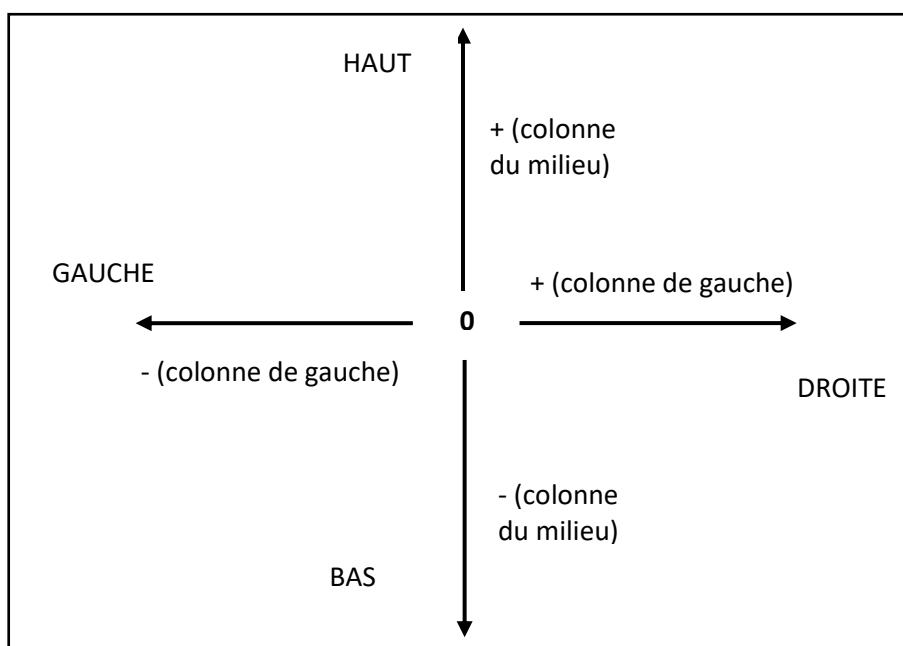 HAUT
+ (colonne
du milieu)
GAUCHE
+ (colonne de gauche)
0
- (colonne de gauche)
DROITE
- (colonne
du milieu)
BAS